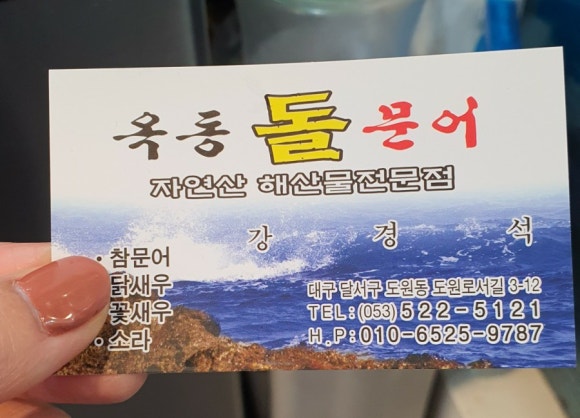 옥통돌문어
자연산 해산물전문점
강 경 석
· 참문어
· 닭새우
· 꽃새우
· 소라
대구 달서구 도원동 도원로서길 3-12
TEL:(053)522-5121
H.P:010-6525-9787